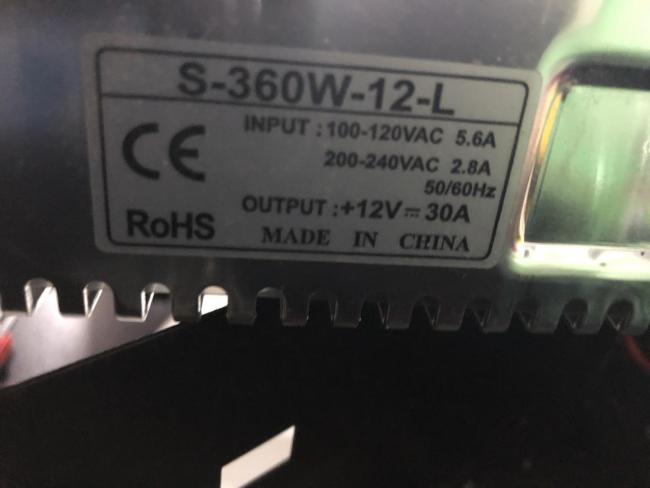 S-360W-12-L
INPUT : 100-120VAC 5.6A
200-240VAC 2.8A
50/60Hz
CE
OUTPUT : +12V⎓30A
RoHS
MADE IN CHINA